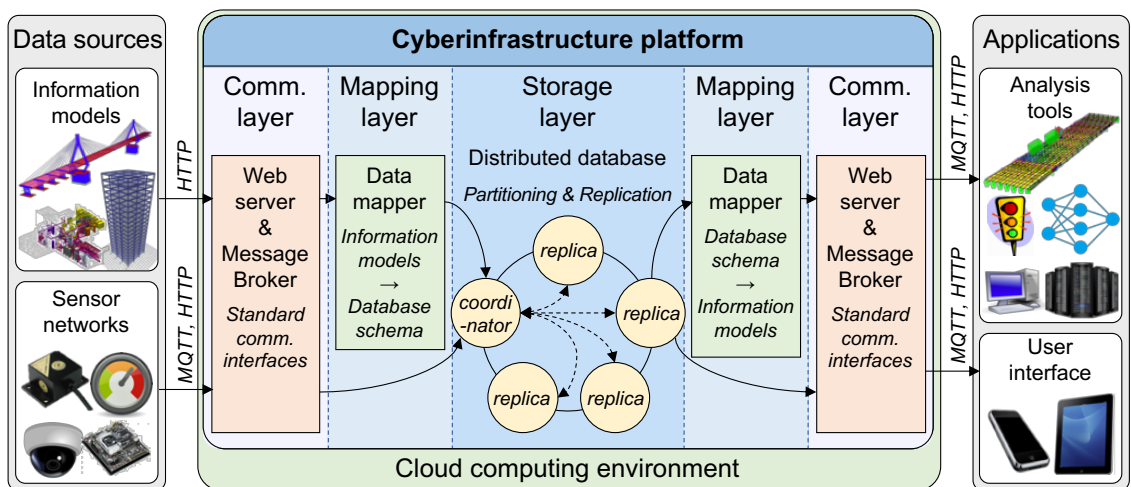 Data sources
Information
models
Sensor
networks
HTTP
MQTT, HTTP
Cyberinfrastructure platform
Comm.
layer
Web
server
&
Message
Broker
Standard
comm.
interfaces
Mapping
layer
Data
mapper
Information
models
→
Database
schema
Storage
layer
Distributed database
Partitioning & Replication
replica
coordi
-nator
replica
replica
replica
Mapping
layer
Data
mapper
Database
schema
→
Information
models
Comm.
layer
Web
server
&
Message
Broker
Standard
comm.
interfaces
Cloud computing environment
MQTT, HTTP
MQTT, HTTP
Applications
Analysis
tools
User
interface